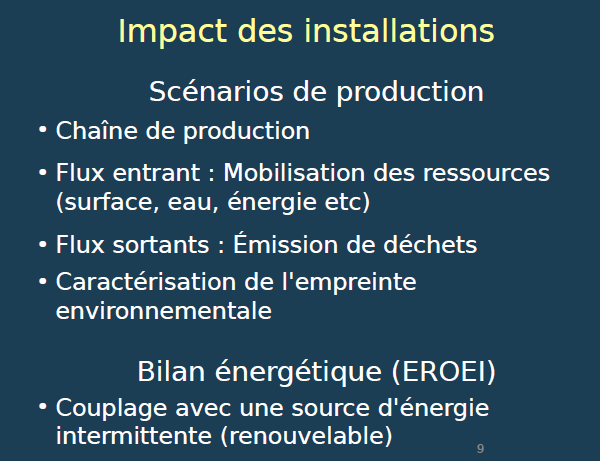 Impact des installations
Scénarios de production
• Chaîne de production
• Flux entrant : Mobilisation des ressources
(surface, eau, énergie etc)
• Flux sortants : Émission de déchets
• Caractérisation de l'empreinte
environnementale
Bilan énergétique (EROEI)
• Couplage avec une source d'énergie
intermittente (renouvelable)
9